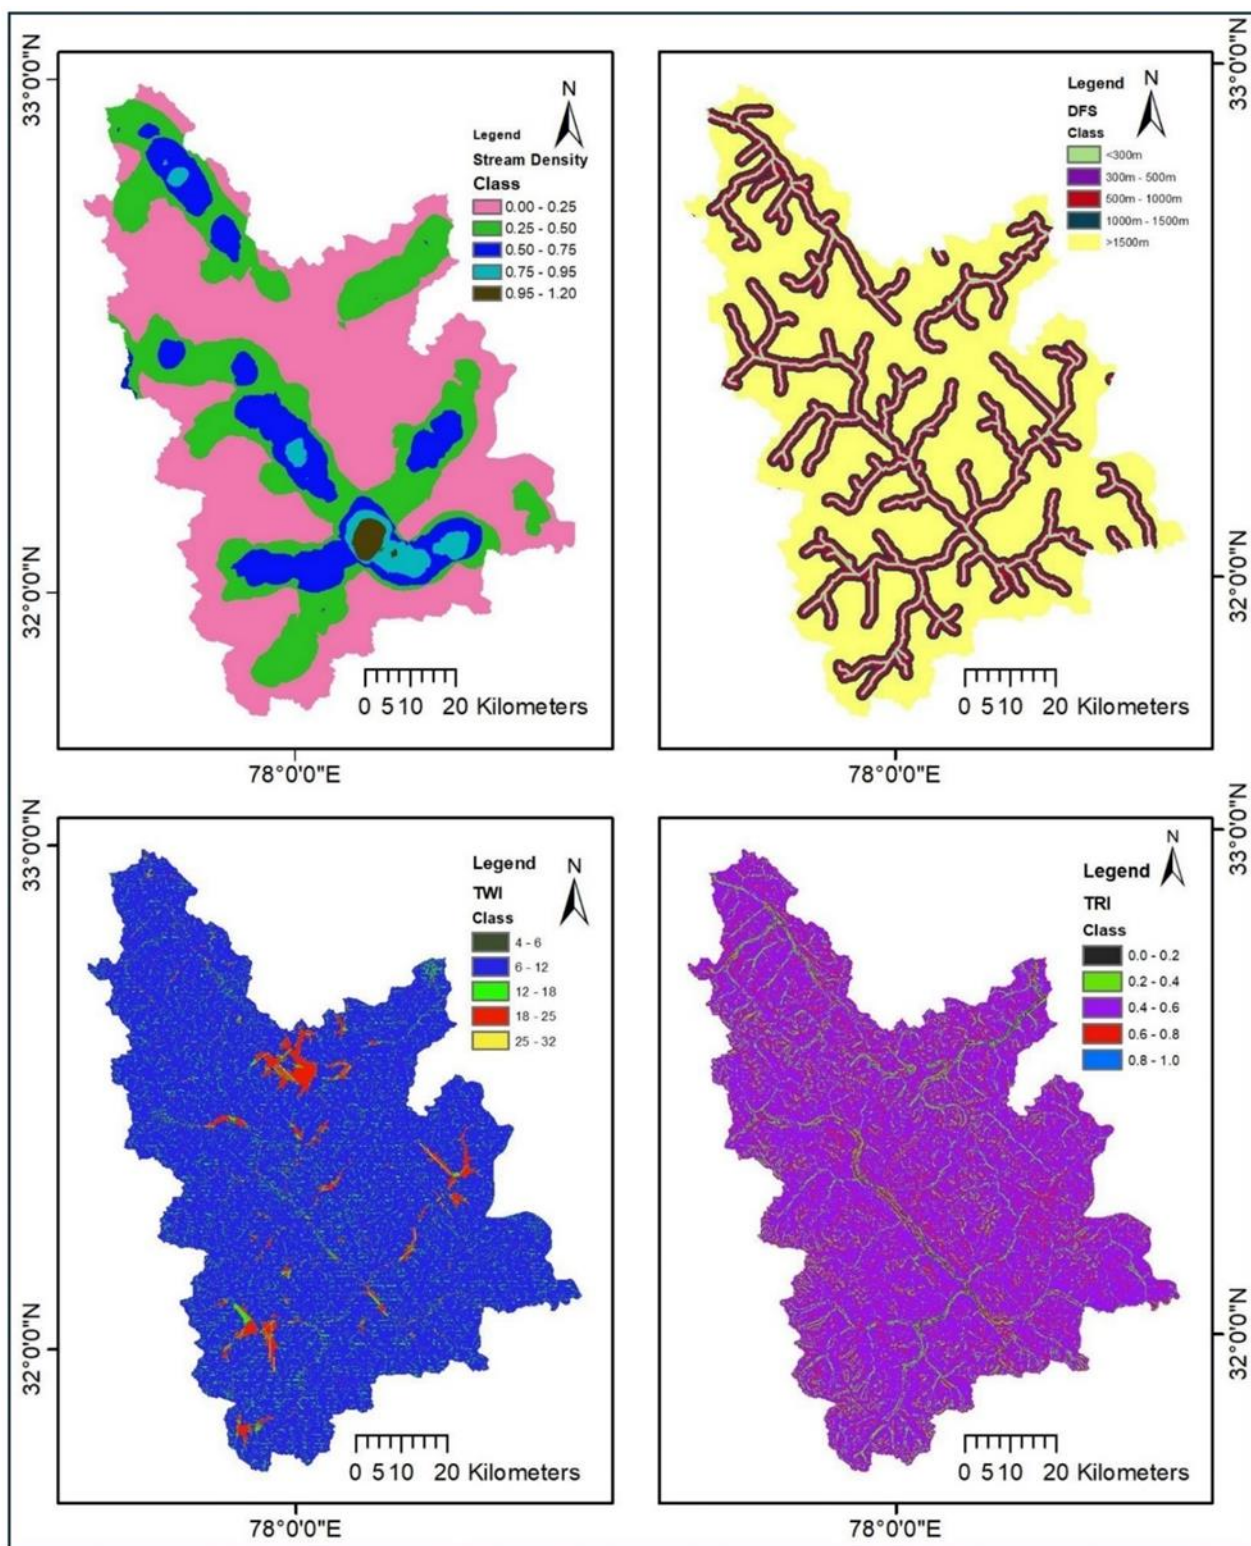 33°0'0"N
N
Legend
Stream Density
Class
0.00 - 0.25
0.25 - 0.50
0.50 - 0.75
0.75 - 0.95
0.95 - 1.20
32°0'0"N
0 5 10 20 Kilometers
78°0'0"E
33°0'0"N
Legend
N
DFS
Class
<300m
300m - 500m
500m - 1000m
1000m - 1500m
>1500m
32°0'0"N
0 5 10 20 Kilometers
78°0'0"E
33°0'0"N
Legend
N
TWI
Class
4 - 6
6 - 12
12 - 18
18 - 25
25 - 32
32°0'0"N
0 5 10 20 Kilometers
78°0'0"E
33°0'0"N
N
Legend
TRI
Class
0.0 - 0.2
0.2 - 0.4
0.4 - 0.6
0.6 - 0.8
0.8 - 1.0
32°0'0"N
0 5 10 20 Kilometers
78°0'0"E